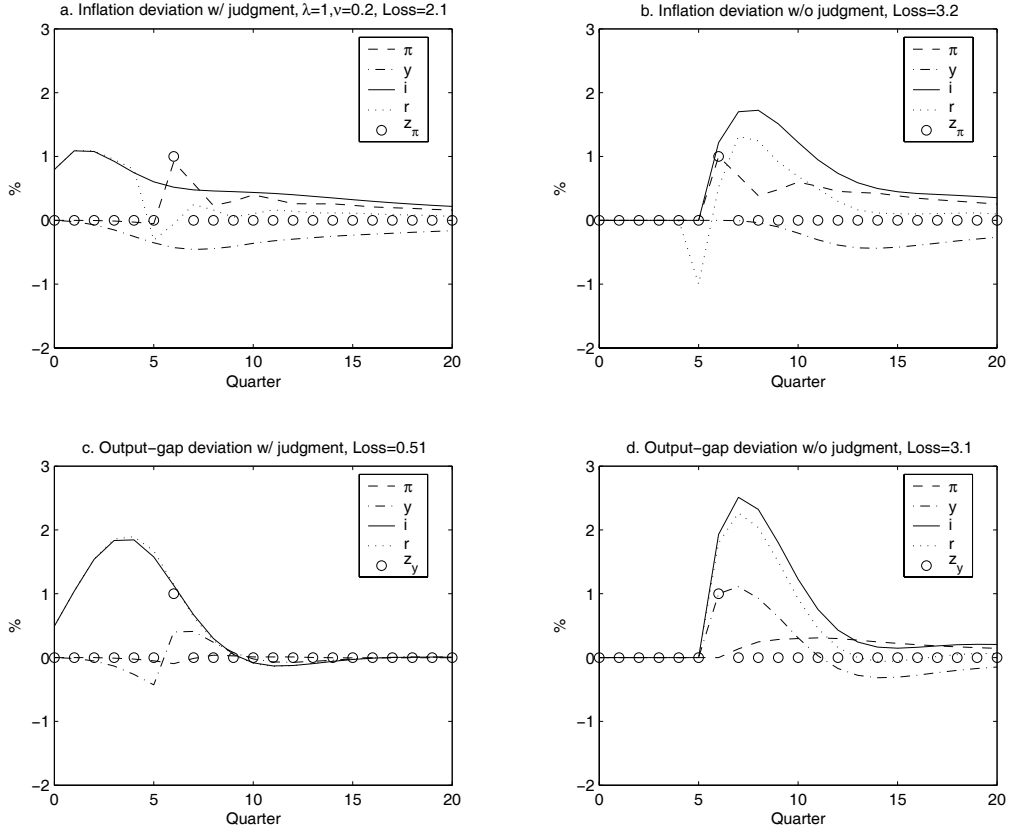 a. Inflation deviation w/ judgment, λ=1,ν=0.2, Loss=2.1
3
2
1
0
−1
−2
%
π
y
i
r
z_π
0 5 10 15 20
Quarter
b. Inflation deviation w/o judgment, Loss=3.2
3
2
1
0
−1
−2
%
π
y
i
r
z_π
0 5 10 15 20
Quarter
c. Output−gap deviation w/ judgment, Loss=0.51
3
2
1
0
−1
−2
%
π
y
i
r
z_y
0 5 10 15 20
Quarter
d. Output−gap deviation w/o judgment, Loss=3.1
3
2
1
0
−1
−2
%
π
y
i
r
z_y
0 5 10 15 20
Quarter